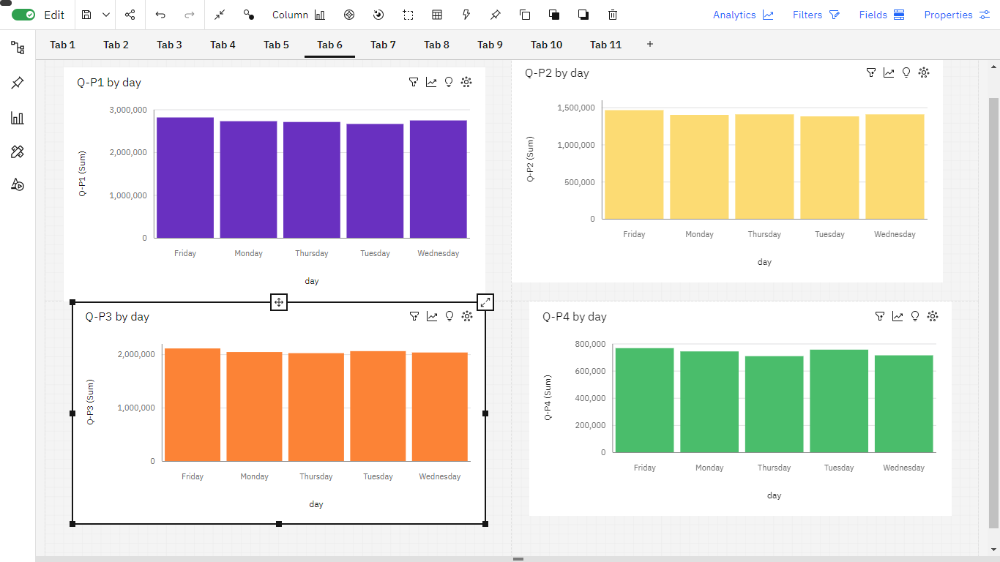 Edit Column Analytics Filters Fields Properties
Tab 1 Tab 2 Tab 3 Tab 4 Tab 5 Tab 6 Tab 7 Tab 8 Tab 9 Tab 10 Tab 11 +
Q-P1 by day
Q-P1 (Sum)
3,000,000
2,000,000
1,000,000
0
Friday Monday Thursday Tuesday Wednesday
day
Q-P2 by day
Q-P2 (Sum)
1,500,000
1,000,000
500,000
0
Friday Monday Thursday Tuesday Wednesday
day
Q-P3 by day
Q-P3 (Sum)
2,000,000
1,000,000
0
Friday Monday Thursday Tuesday Wednesday
day
Q-P4 by day
Q-P4 (Sum)
800,000
600,000
400,000
200,000
0
Friday Monday Thursday Tuesday Wednesday
day